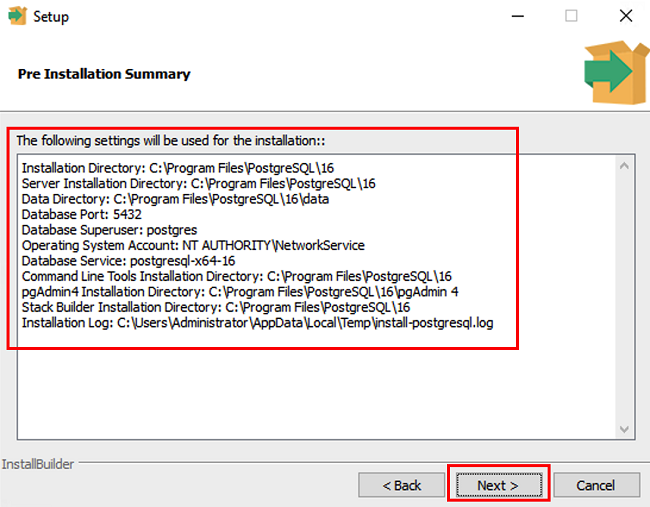 Setup
Pre Installation Summary
The following settings will be used for the installation::
Installation Directory: C:\Program Files\PostgreSQL\16
Server Installation Directory: C:\Program Files\PostgreSQL\16
Data Directory: C:\Program Files\PostgreSQL\16\data
Database Port: 5432
Database Superuser: postgres
Operating System Account: NT AUTHORITY\NetworkService
Database Service: postgresql-x64-16
Command Line Tools Installation Directory: C:\Program Files\PostgreSQL\16
pgAdmin4 Installation Directory: C:\Program Files\PostgreSQL\16\pgAdmin 4
Stack Builder Installation Directory: C:\Program Files\PostgreSQL\16
Installation Log: C:\Users\Administrator\AppData\Local\Temp\install-postgresql.log
InstallBuilder
< Back
Next >
Cancel